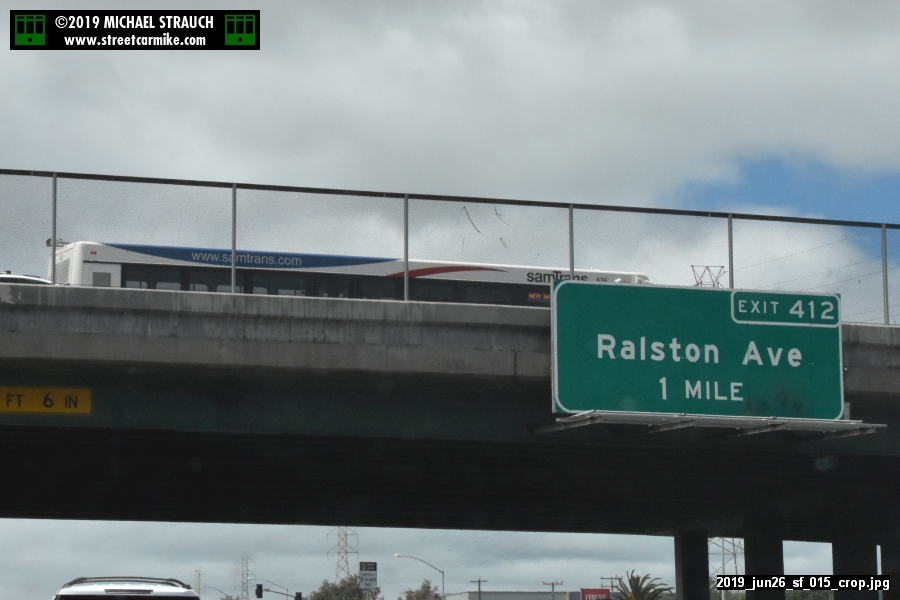 ©2019 MICHAEL STRAUCH
www.streetcarmike.com
www.samtrans.com
samTrans
EXIT 412
Ralston Ave
1 MILE
FT 6 IN
2019_jun26_sf_015_crop.jpg